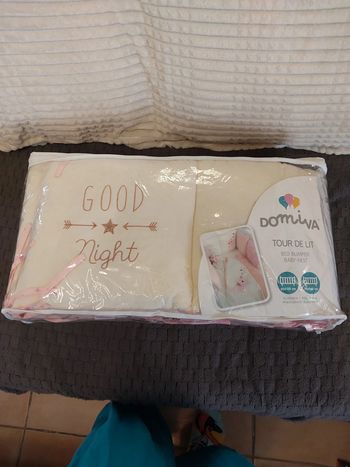 GOOD
Night
DOMIVA
TOUR DE LIT
BED BUMPER
BABY-NEST